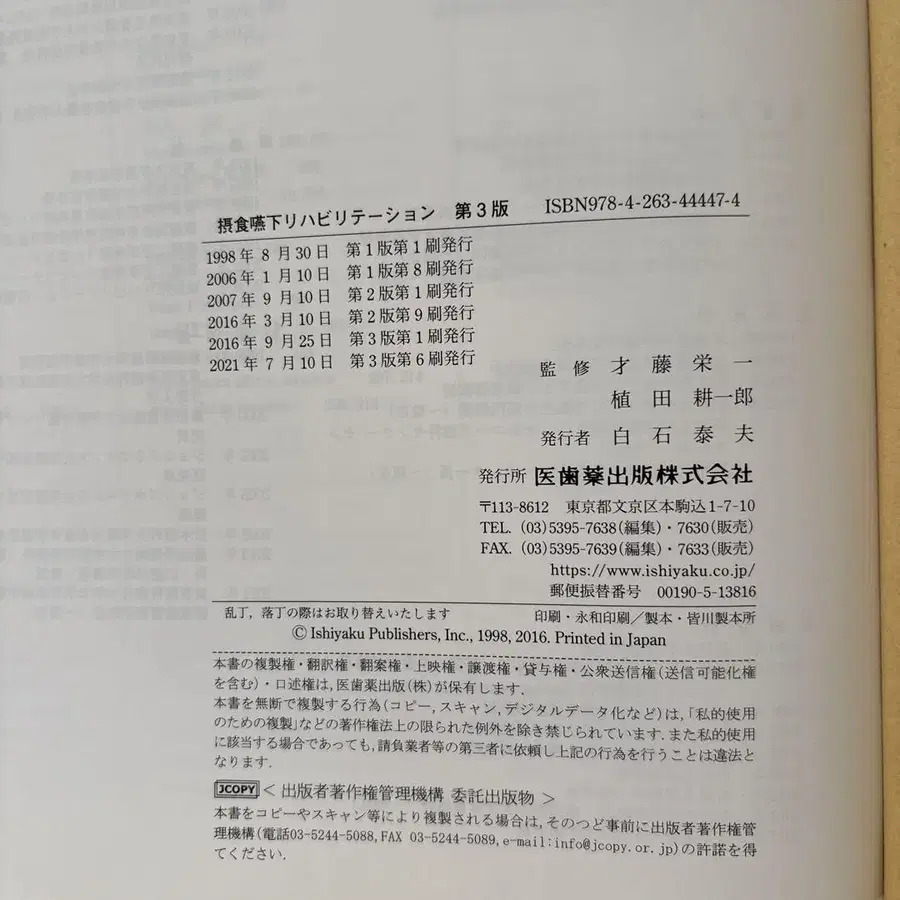 摂食嚥下リハビリテーション 第3版 ISBN978-4-263-44447-4
1998年 8月30日 第1版第1刷発行
2006年 1月10日 第1版第8刷発行
2007年 9月10日 第2版第1刷発行
2016年 3月10日 第2版第9刷発行
2016年 9月25日 第3版第1刷発行
2021年 7月10日 第3版第6刷発行
監修 才藤栄一
植田耕一郎
発行者 白石泰夫
発行所 医歯薬出版株式会社
〒113-8612 東京都文京区本駒込1-7-10
TEL. (03)5395-7638(編集)・7630(販売)
FAX. (03)5395-7639(編集)・7633(販売)
https://www.ishiyaku.co.jp/
郵便振替番号 00190-5-13816
乱丁，落丁の際はお取り替えいたします 印刷・永和印刷／製本・皆川製本所
© Ishiyaku Publishers, Inc., 1998, 2016. Printed in Japan
本書の複製権・翻訳権・翻案権・上映権・譲渡権・貸与権・公衆送信権(送信可能化権
を含む)・口述権は，医歯薬出版(株)が保有します．
本書を無断で複製する行為(コピー，スキャン，デジタルデータ化など)は，「私的使用
のための複製」などの著作権法上の限られた例外を除き禁じられています．また私的使用
に該当する場合であっても，請負業者等の第三者に依頼し上記の行為を行うことは違法と
なります．
JCOPY ＜ 出版者著作権管理機構 委託出版物 ＞
本書をコピーやスキャン等により複製される場合は，そのつど事前に出版者著作権管
理機構(電話03-5244-5088,FAX 03-5244-5089,e-mail:info@jcopy.or.jp)の許諾を得
てください．